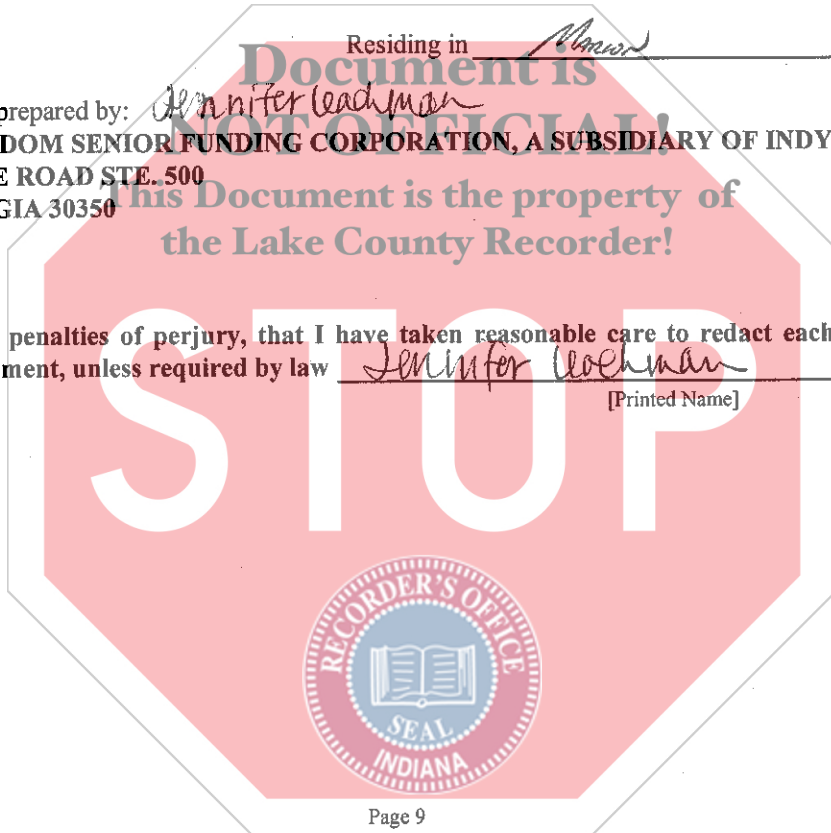 Residing in Marion
Document is
prepared by: Jennifer Leachman
NOT OFFICIAL!
DOM SENIOR FUNDING CORPORATION, A SUBSIDIARY OF INDY
E ROAD STE. 500
This Document is the property of
GIA 30350
the Lake County Recorder!
penalties of perjury, that I have taken reasonable care to redact each
ment, unless required by law Jennifer Leachman
[Printed Name]
STOP
RECORDER'S OFFICE
SEAL
INDIANA
Page 9